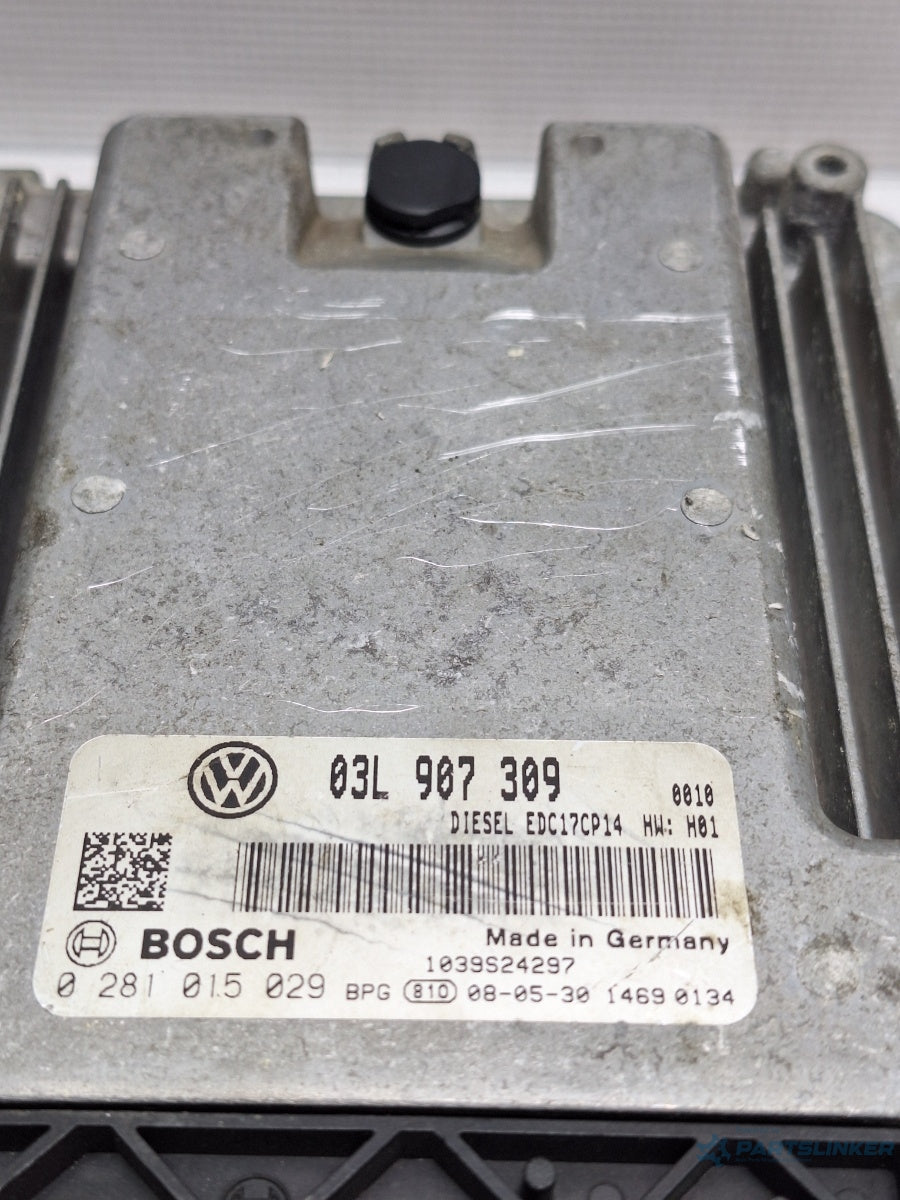 03L 907 309
0010
DIESEL EDC17CP14 HW: H01
BOSCH
Made in Germany
1039S24297
0 281 015 029 BPG 810 08-05-30 1469 0134
PARTSLINKER